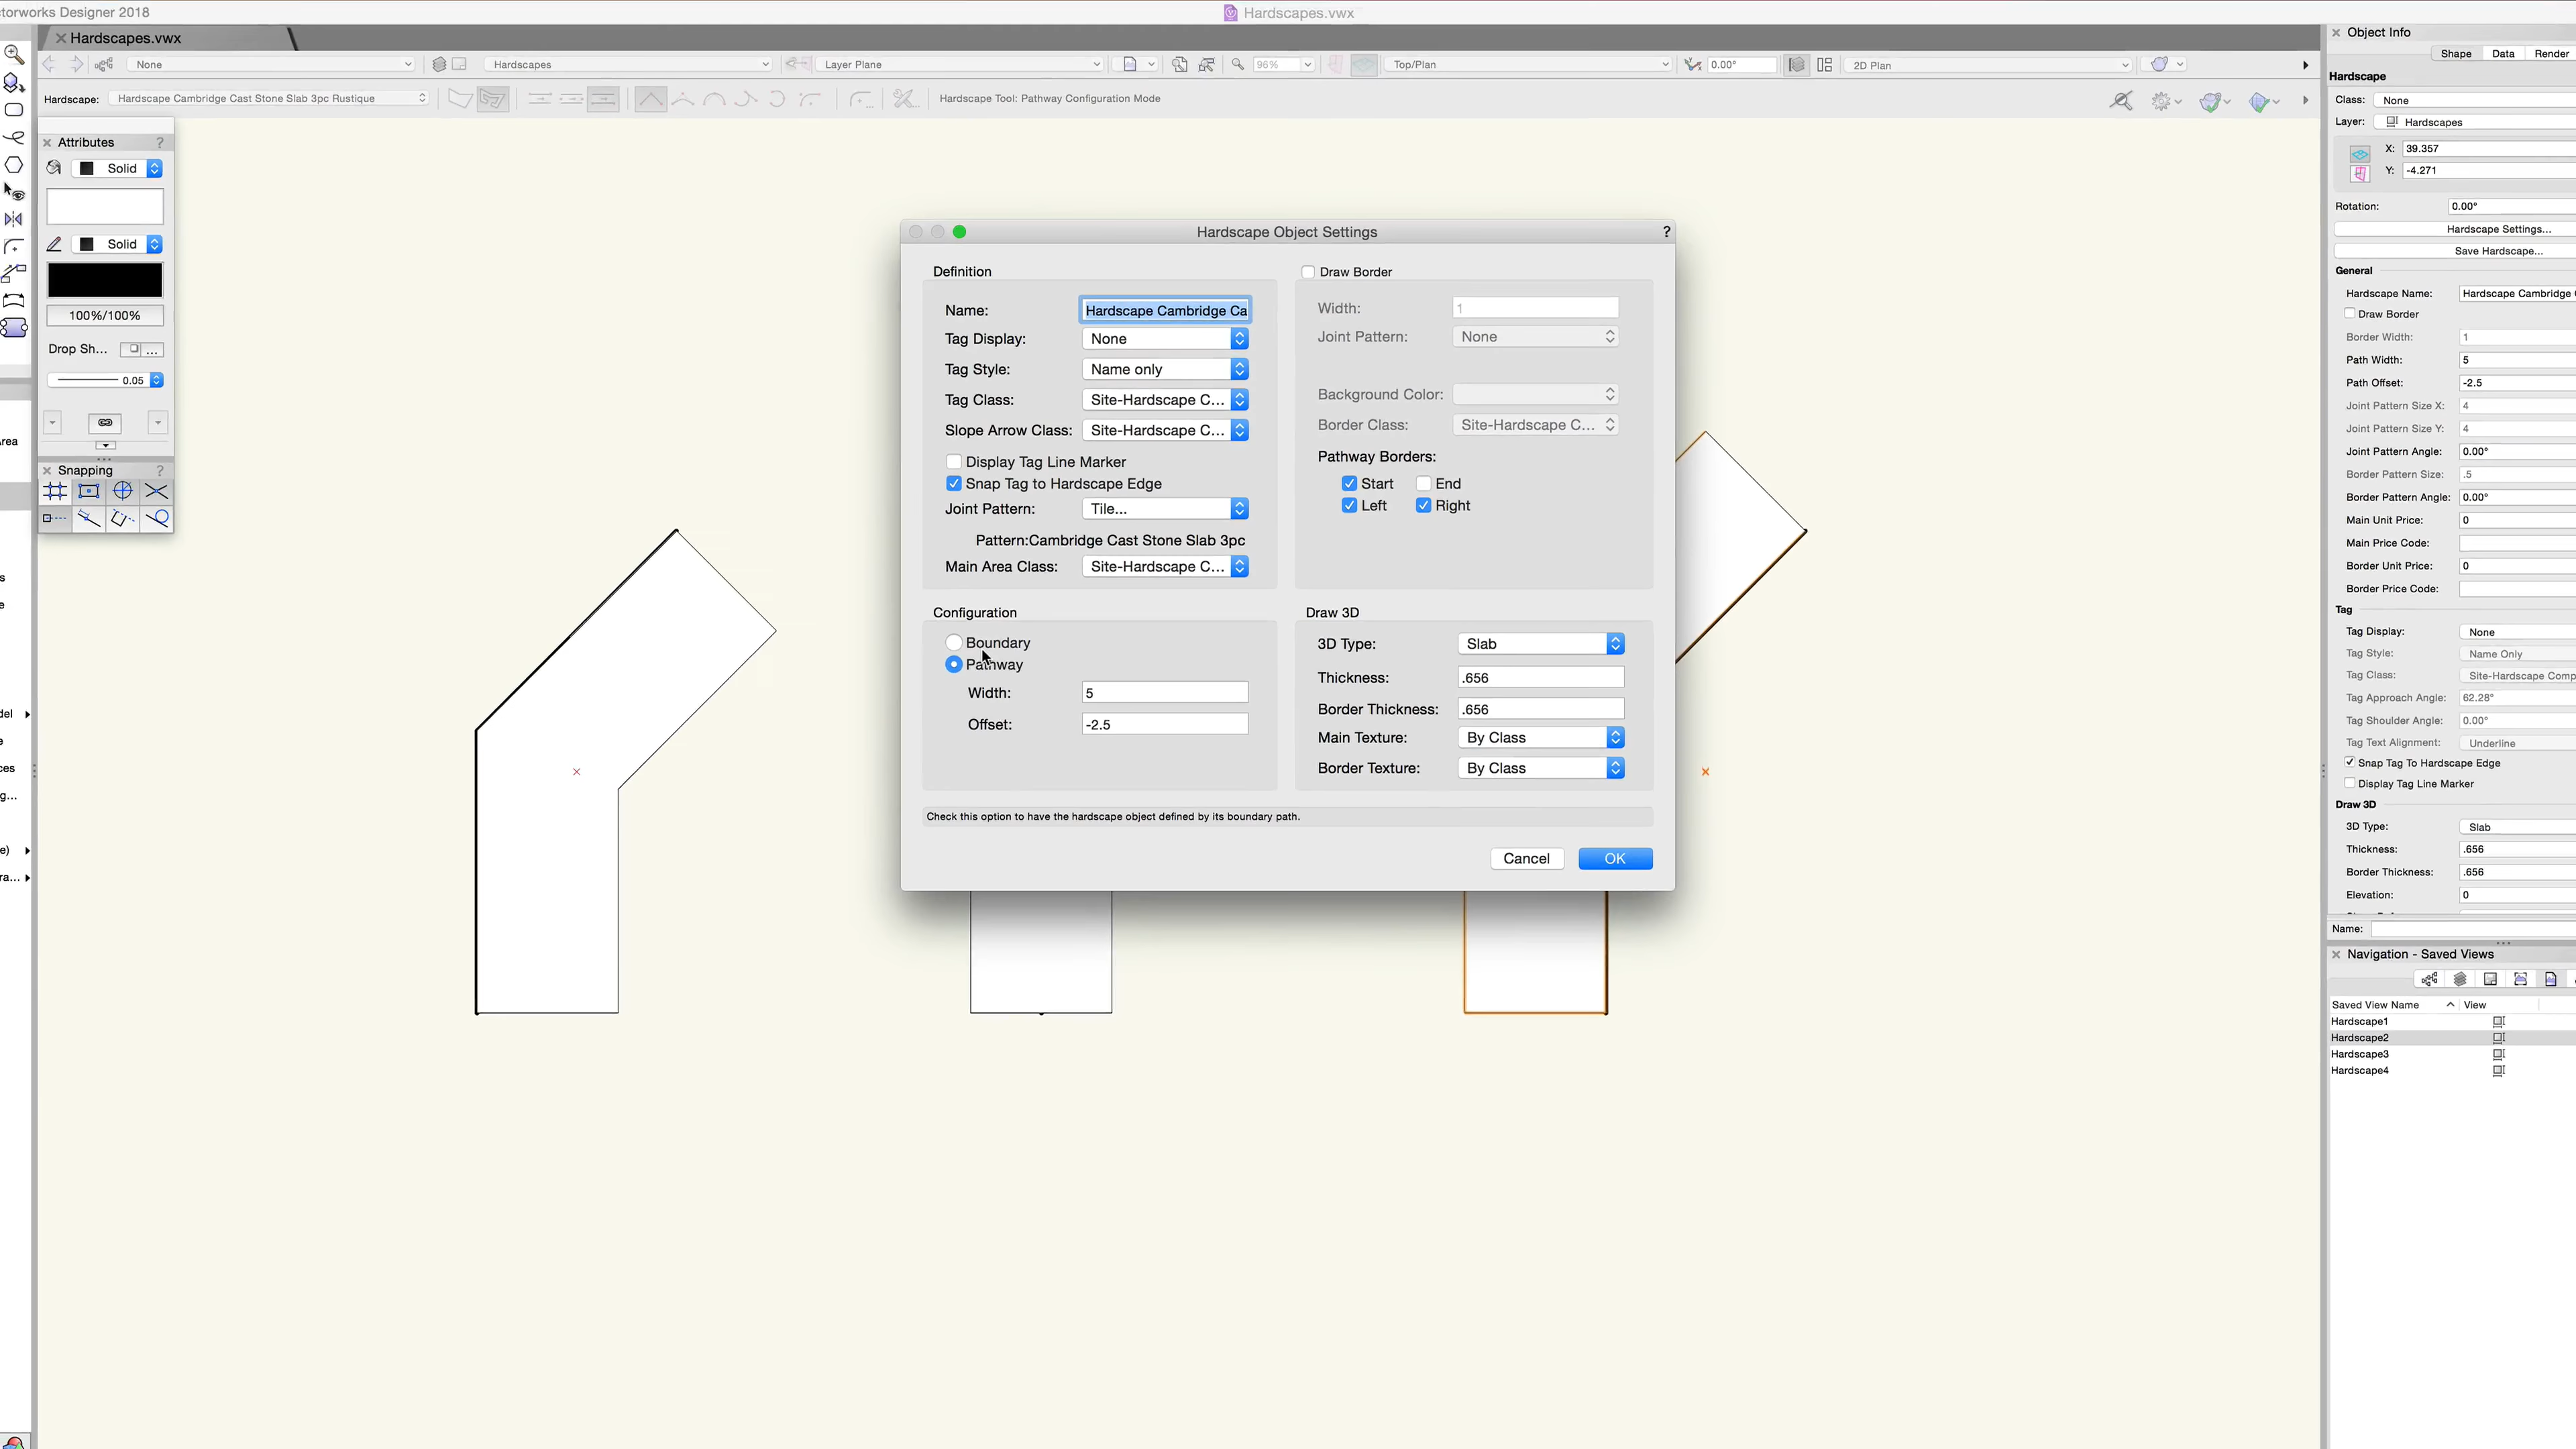 ctorworks Designer 2018
Hardscapes.vwx
Hardscapes.vwx
None
Hardscapes
Layer Plane
96%
Top/Plan
0.00°
2D Plan
Hardscape:
Hardscape Cambridge Cast Stone Slab 3pc Rustique
Hardscape Tool: Pathway Configuration Mode
Attributes
?
Solid
Solid
100%/100%
Drop Sh...
...
0.05
Snapping
?
rea
s
e
del
e
ces
g...
e)
ra...
Hardscape Object Settings
?
Definition
Name:
Hardscape Cambridge Ca
Tag Display:
None
Tag Style:
Name only
Tag Class:
Site-Hardscape C...
Slope Arrow Class:
Site-Hardscape C...
Display Tag Line Marker
Snap Tag to Hardscape Edge
Joint Pattern:
Tile...
Pattern:Cambridge Cast Stone Slab 3pc
Main Area Class:
Site-Hardscape C...
Draw Border
Width:
1
Joint Pattern:
None
Background Color:
Border Class:
Site-Hardscape C...
Pathway Borders:
Start
End
Left
Right
Configuration
Boundary
Pathway
Width:
5
Offset:
-2.5
Draw 3D
3D Type:
Slab
Thickness:
.656
Border Thickness:
.656
Main Texture:
By Class
Border Texture:
By Class
Check this option to have the hardscape object defined by its boundary path.
Cancel
OK
Object Info
Shape
Data
Render
Hardscape
Class:
None
Layer:
Hardscapes
X:
39.357
Y:
-4.271
Rotation:
0.00°
Hardscape Settings...
Save Hardscape...
General
Hardscape Name:
Hardscape Cambridge
Draw Border
Border Width:
1
Path Width:
5
Path Offset:
-2.5
Joint Pattern Size X:
4
Joint Pattern Size Y:
4
Joint Pattern Angle:
0.00°
Border Pattern Size:
.5
Border Pattern Angle:
0.00°
Main Unit Price:
0
Main Price Code:
Border Unit Price:
0
Border Price Code:
Tag
Tag Display:
None
Tag Style:
Name Only
Tag Class:
Site-Hardscape Comp
Tag Approach Angle:
62.28°
Tag Shoulder Angle:
0.00°
Tag Text Alignment:
Underline
Snap Tag To Hardscape Edge
Display Tag Line Marker
Draw 3D
3D Type:
Slab
Thickness:
.656
Border Thickness:
.656
Elevation:
0
Name:
Navigation - Saved Views
Saved View Name
View
Hardscape1
Hardscape2
Hardscape3
Hardscape4